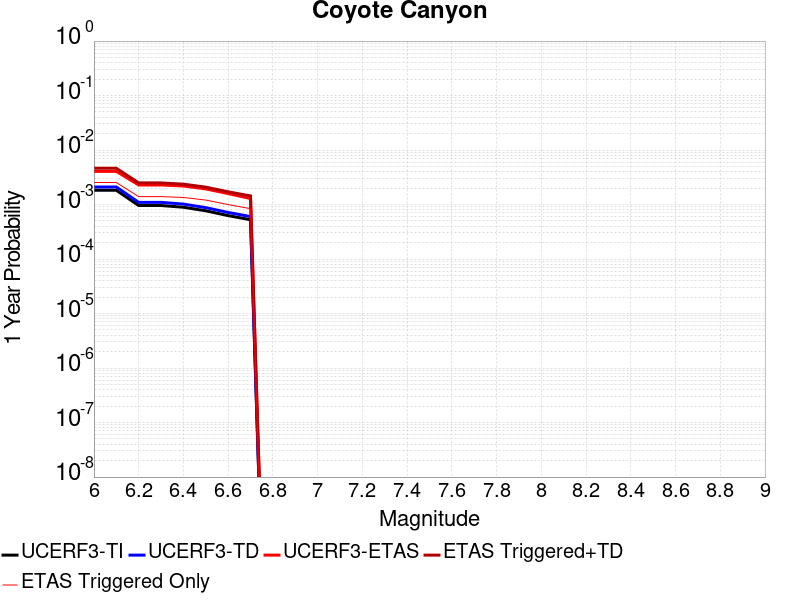 Coyote Canyon
10^0
10^-1
10^-2
10^-3
10^-4
10^-5
10^-6
10^-7
10^-8
1 Year Probability
6 6.2 6.4 6.6 6.8 7 7.2 7.4 7.6 7.8 8 8.2 8.4 8.6 8.8 9
Magnitude
UCERF3-TI UCERF3-TD UCERF3-ETAS ETAS Triggered+TD
ETAS Triggered Only